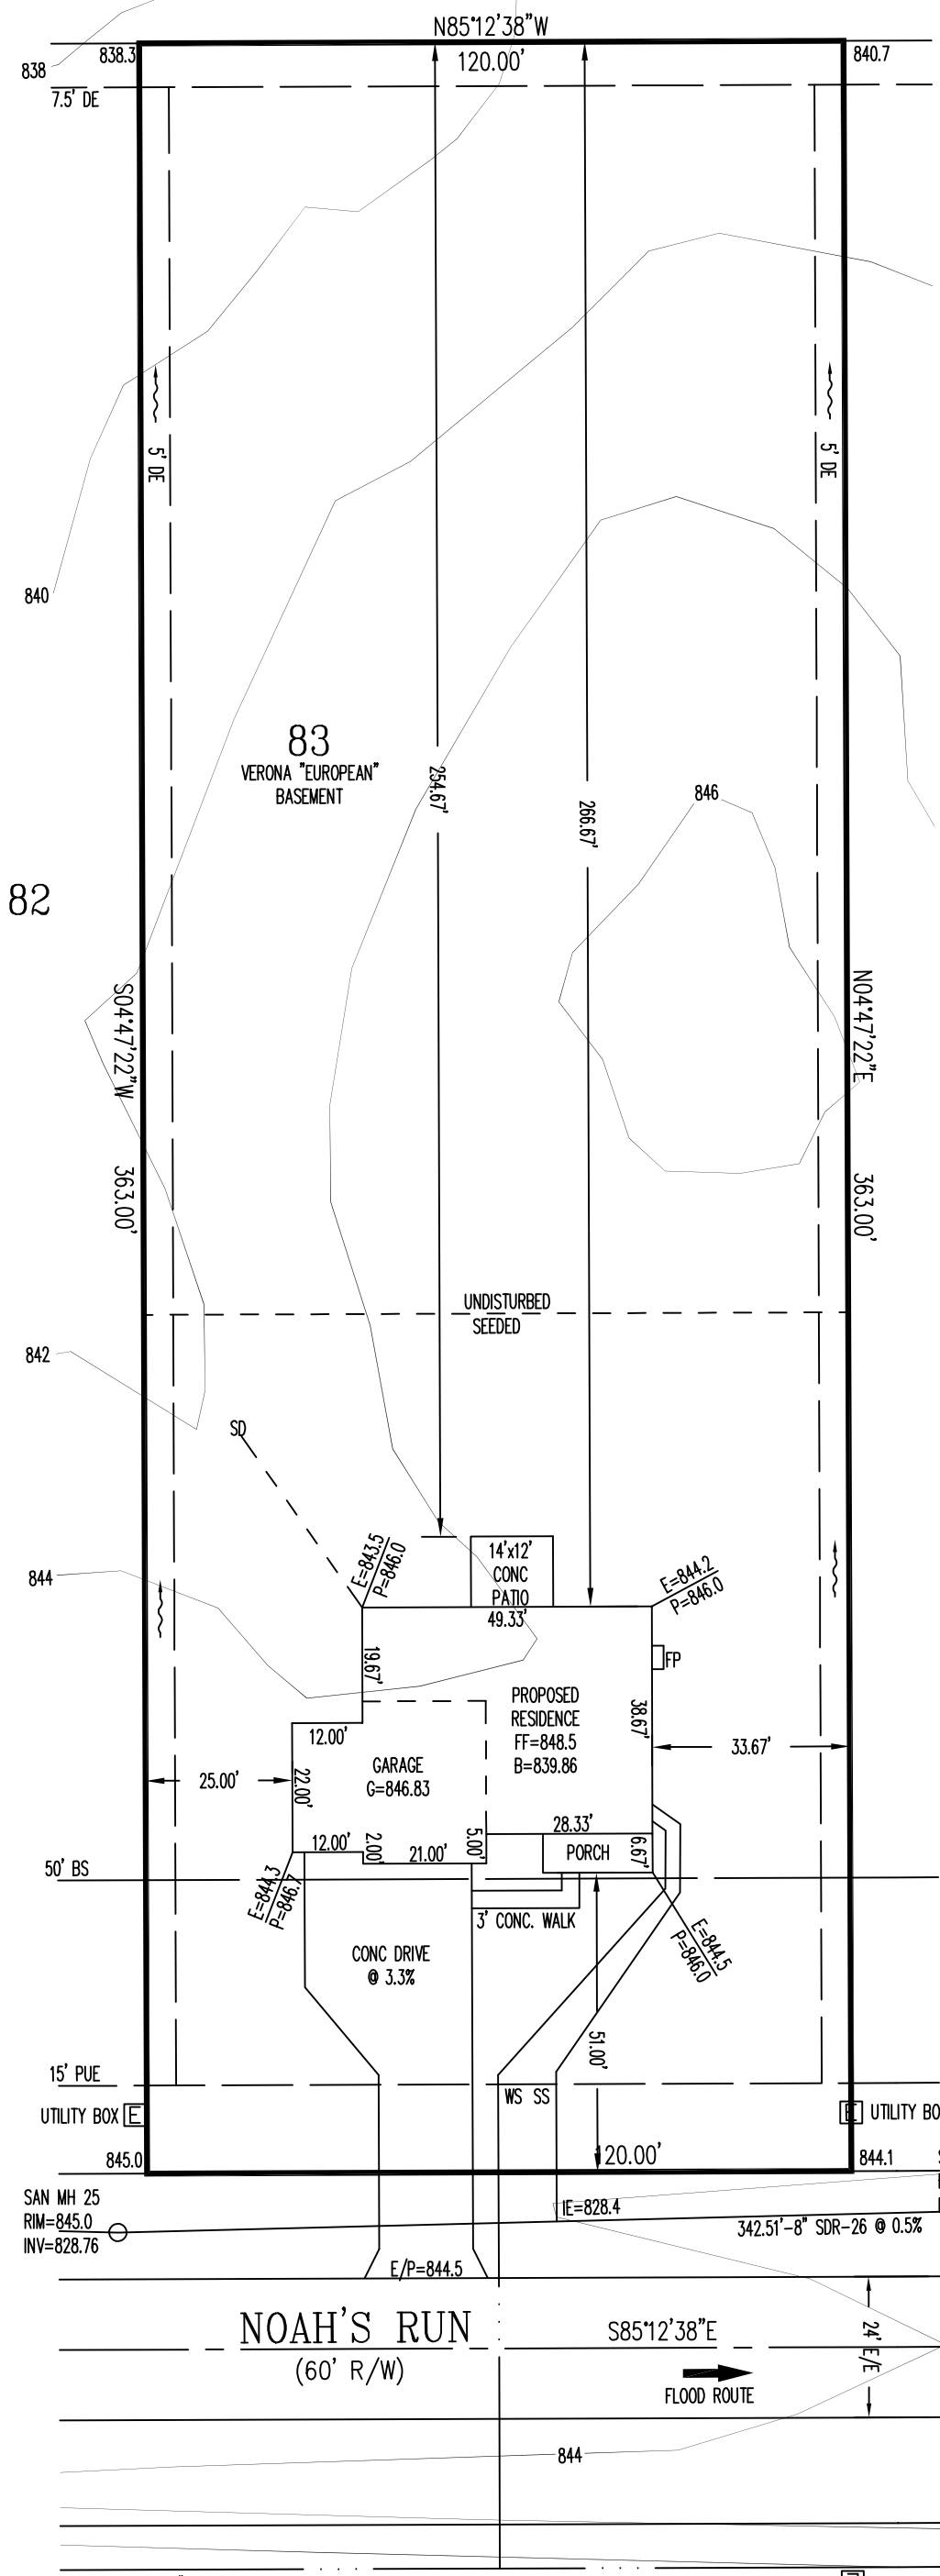 N85°12'38"W
120.00'
838
838.3
840.7
7.5' DE
5' DE
5' DE
840
83
VERONA "EUROPEAN"
BASEMENT
254.67'
266.67'
846
82
S04°47'22"W
363.00'
N04°47'22"E
363.00'
UNDISTURBED
SEEDED
842
SD
844
E=843.5
P=846.0
14'x12'
CONC
PATIO
49.33'
E=844.2
P=846.0
FP
19.67'
PROPOSED
RESIDENCE
FF=848.5
B=839.86
38.67'
33.67'
12.00'
GARAGE
G=846.83
25.00'
22.00'
28.33'
12.00'
2.00'
21.00'
5.00'
PORCH
6.67'
50' BS
E=844.3
P=846.7
3' CONC. WALK
E=844.5
P=846.0
CONC DRIVE
@ 3.3%
51.00'
15' PUE
WS SS
UTILITY BOX E
E UTILITY BO
845.0
120.00'
844.1
SAN MH 25
RIM=845.0
INV=828.76
IE=828.4
342.51'-8" SDR-26 @ 0.5%
E/P=844.5
NOAH'S RUN
(60' R/W)
S85°12'38"E
24' E/E
FLOOD ROUTE
844